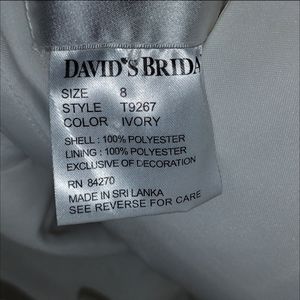 DAVID'S BRIDA
SIZE 8
STYLE T9267
COLOR IVORY
SHELL : 100% POLYESTER
LINING : 100% POLYESTER
EXCLUSIVE OF DECORATION
RN 84270
MADE IN SRI LANKA
SEE REVERSE FOR CARE